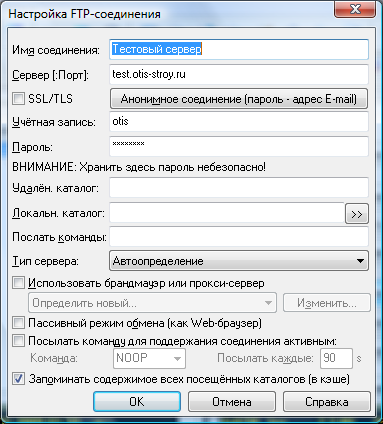 Настройка FTP-соединения
Имя соединения: Тестовый сервер
Сервер [:Порт]: test.otis-stroy.ru
SSL/TLS Анонимное соединение (пароль - адрес E-mail)
Учётная запись: otis
Пароль: ********
ВНИМАНИЕ: Хранить здесь пароль небезопасно!
Удалён. каталог:
Локальн. каталог: >>
Послать команды:
Тип сервера: Автоопределение
Использовать брандмауэр или прокси-сервер
Определить новый... Изменить...
Пассивный режим обмена (как Web-браузер)
Посылать команду для поддержания соединения активным:
Команда: NOOP Посылать каждые: 90 s
Запоминать содержимое всех посещённых каталогов (в кэше)
OK Отмена Справка